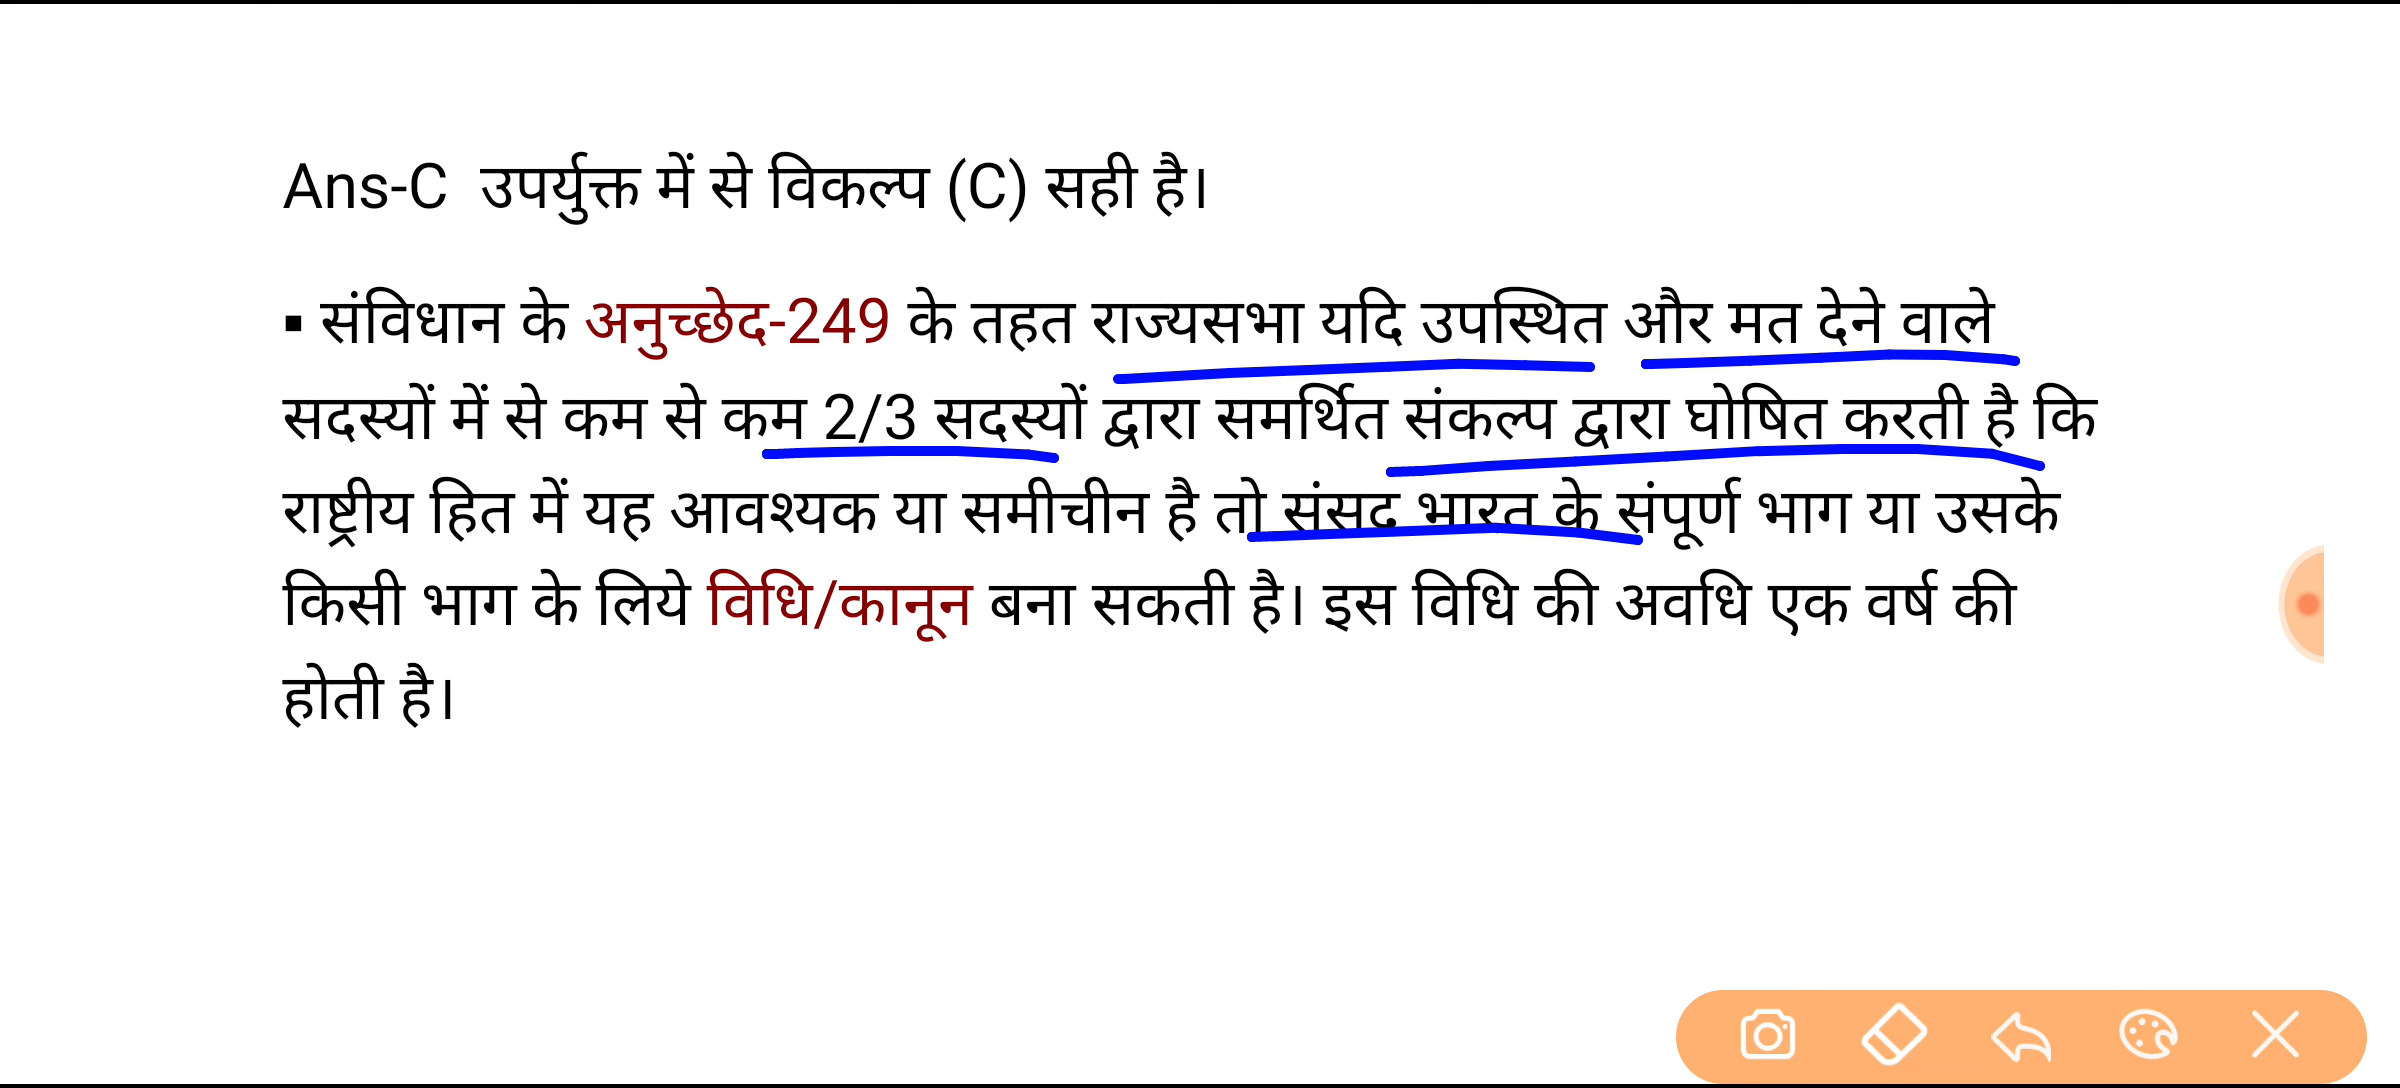 Ans-C उपर्युक्त में से विकल्प (C) सही है।
▪ संविधान के अनुच्छेद-249 के तहत राज्यसभा यदि उपस्थित और मत देने वाले
सदस्यों में से कम से कम 2/3 सदस्यों द्वारा समर्थित संकल्प द्वारा घोषित करती है कि
राष्ट्रीय हित में यह आवश्यक या समीचीन है तो संसद भारत के संपूर्ण भाग या उसके
किसी भाग के लिये विधि/कानून बना सकती है। इस विधि की अवधि एक वर्ष की
होती है।